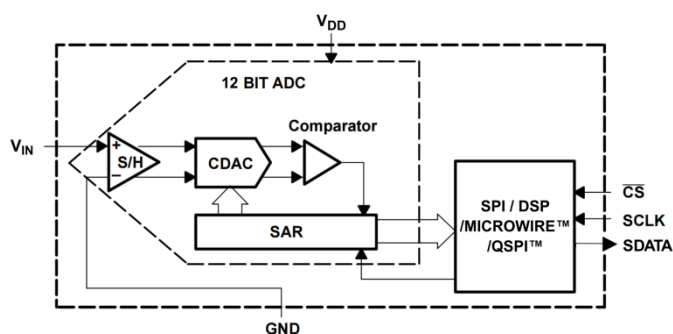 VDD
12 BIT ADC
Comparator
VIN
+
S/H
−
CDAC
SAR
SPI / DSP
/MICROWIRE™
/QSPI™
CS
SCLK
SDATA
GND